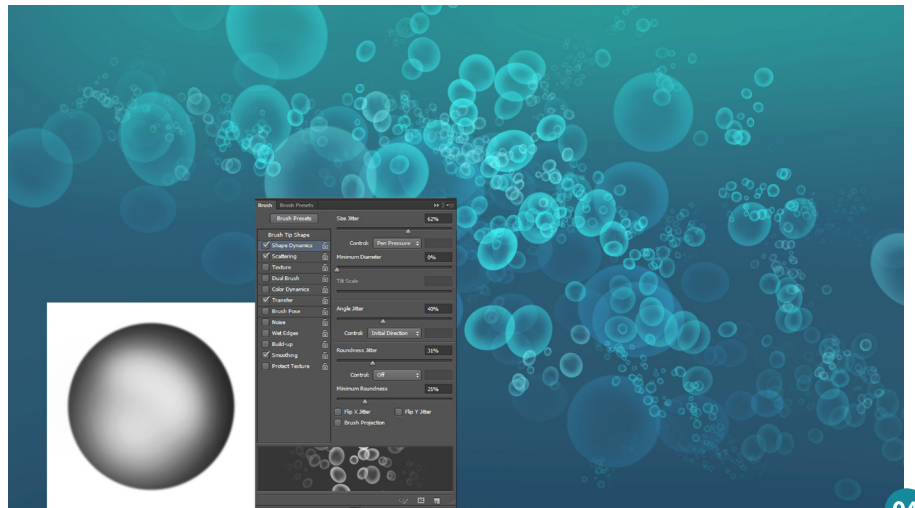 Brush Brush Presets
Brush Presets
Brush Tip Shape
Shape Dynamics
Scattering
Texture
Dual Brush
Color Dynamics
Transfer
Brush Pose
Noise
Wet Edges
Build-up
Smoothing
Protect Texture
Size Jitter 62%
Control: Pen Pressure
Minimum Diameter 0%
Tilt Scale
Angle Jitter 40%
Control: Initial Direction
Roundness Jitter 31%
Control: Off
Minimum Roundness 25%
Flip X Jitter Flip Y Jitter
Brush Projection